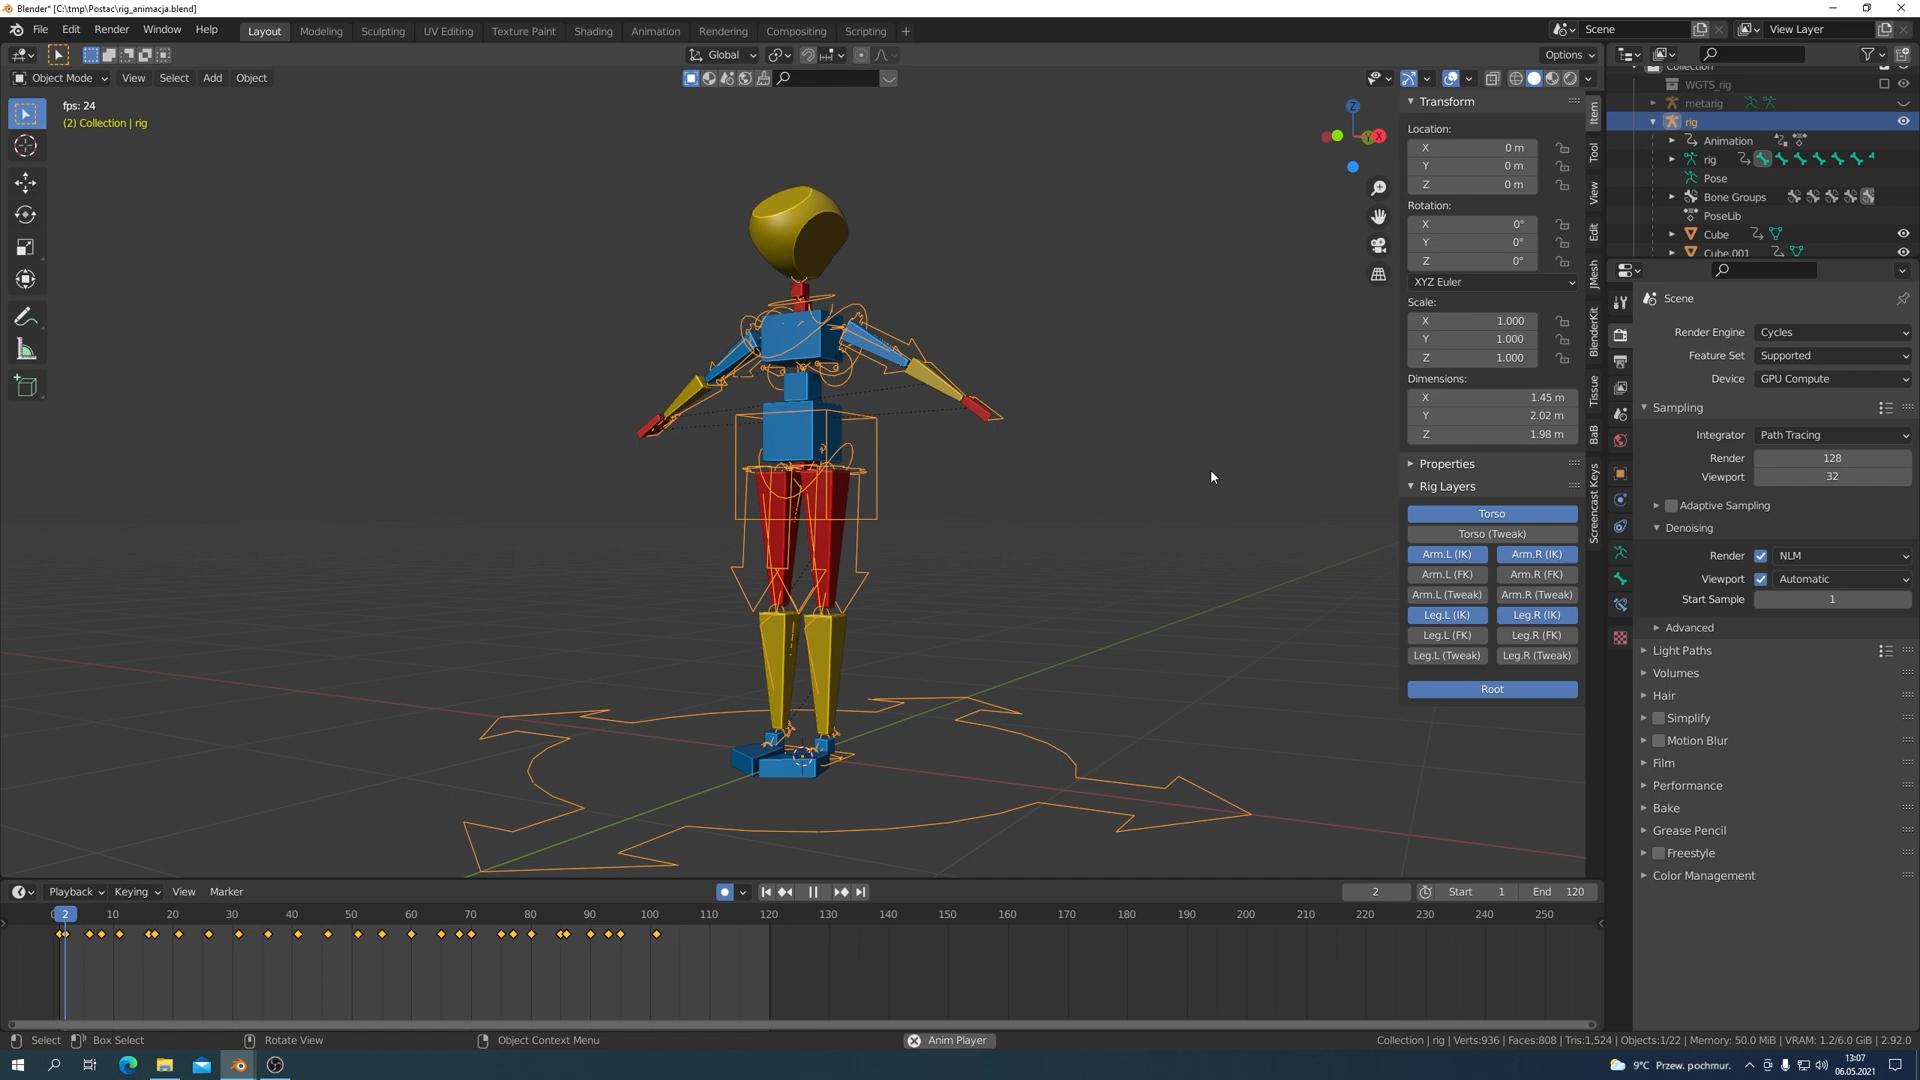 Blender* [C:\tmp\Postac\rig_animacja.blend]
File Edit Render Window Help
Layout Modeling Sculpting UV Editing Texture Paint Shading Animation Rendering Compositing Scripting +
Scene
View Layer
Global
Options
Object Mode View Select Add Object
fps: 24
(2) Collection | rig
Z
Y
X
Transform
Location:
X 0 m
Y 0 m
Z 0 m
Rotation:
X 0°
Y 0°
Z 0°
XYZ Euler
Scale:
X 1.000
Y 1.000
Z 1.000
Dimensions:
X 1.45 m
Y 2.02 m
Z 1.98 m
Properties
Rig Layers
Torso
Torso (Tweak)
Arm.L (IK) Arm.R (IK)
Arm.L (FK) Arm.R (FK)
Arm.L (Tweak) Arm.R (Tweak)
Leg.L (IK) Leg.R (IK)
Leg.L (FK) Leg.R (FK)
Leg.L (Tweak) Leg.R (Tweak)
Root
Item
Tool
View
Edit
JMesh
BlenderKit
Tissue
BaB
Screencast Keys
Collection
WGTS_rig
metarig
rig
Animation
rig
Pose
Bone Groups
PoseLib
Cube
Cube.001
Scene
Render Engine Cycles
Feature Set Supported
Device GPU Compute
Sampling
Integrator Path Tracing
Render 128
Viewport 32
Adaptive Sampling
Denoising
Render NLM
Viewport Automatic
Start Sample 1
Advanced
Light Paths
Volumes
Hair
Simplify
Motion Blur
Film
Performance
Bake
Grease Pencil
Freestyle
Color Management
Playback Keying View Marker
2
Start 1
End 120
2 10 20 30 40 50 60 70 80 90 100 110 120 130 140 150 160 170 180 190 200 210 220 230 240 250
Select Box Select Rotate View Object Context Menu
Anim Player
Collection | rig | Verts:936 | Faces:808 | Tris:1,524 | Objects:1/22 | Memory: 50.0 MiB | VRAM: 1.2/6.0 GiB | 2.92.0
9°C Przew. pochmur.
13:07
06.05.2021